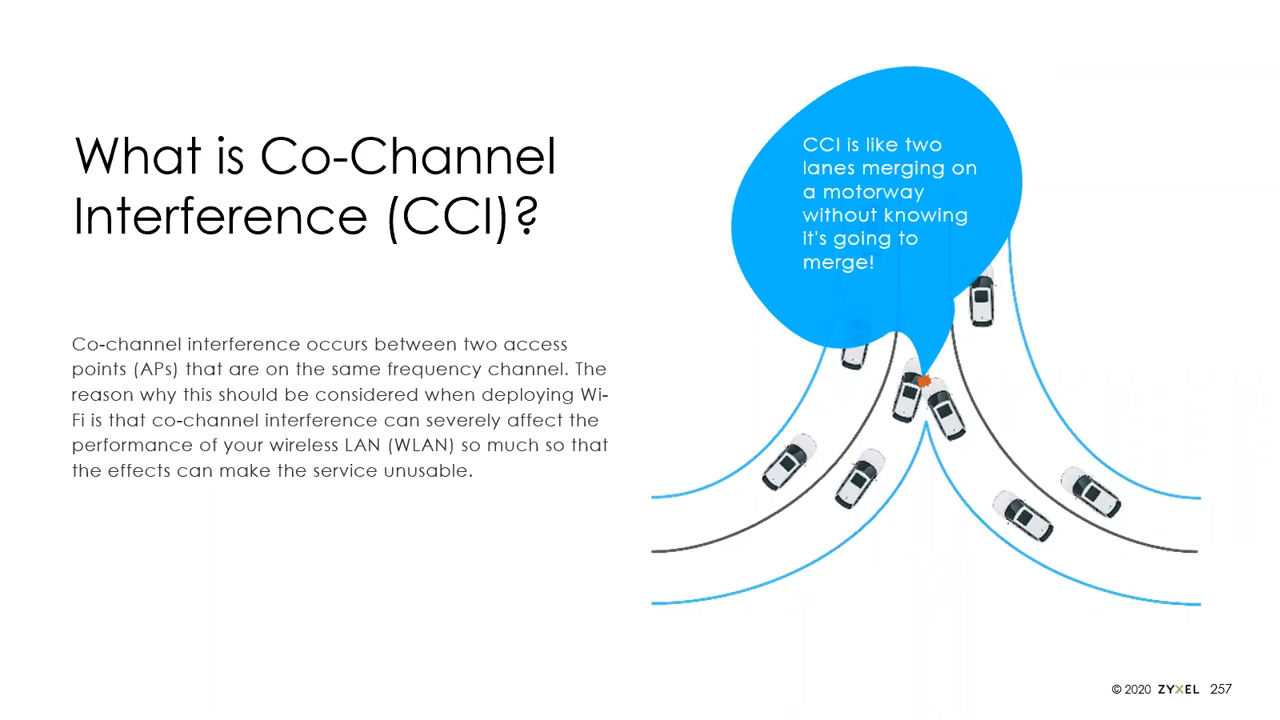 What is Co-Channel
Interference (CCI)?
Co-channel interference occurs between two access
points (APs) that are on the same frequency channel. The
reason why this should be considered when deploying Wi-
Fi is that co-channel interference can severely affect the
performance of your wireless LAN (WLAN) so much so that
the effects can make the service unusable.
CCI is like two
lanes merging on
a motorway
without knowing
it's going to
merge!
© 2020 ZYXEL 257